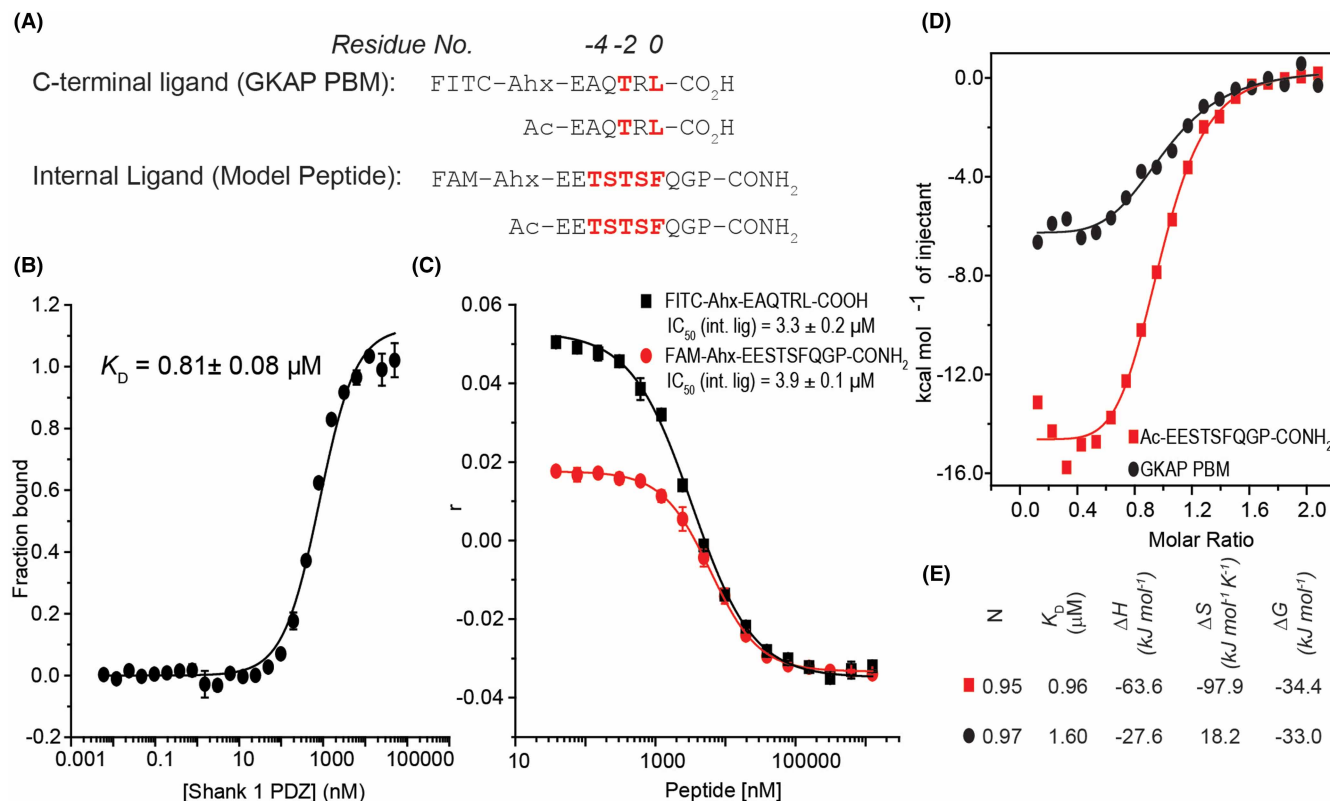 (A)
Residue No. -4 -2 0
C-terminal ligand (GKAP PBM): FITC-Ahx-EAQTRL-CO2H
Ac-EAQTRL-CO2H
Internal Ligand (Model Peptide): FAM-Ahx-EETSTSFQGP-CONH2
Ac-EETSTSFQGP-CONH2
(B)
KD = 0.81± 0.08 µM
Fraction bound
1.2
1.0
0.8
0.6
0.4
0.2
0.0
-0.2
0.001 0.1 10 1000 100000
[Shank 1 PDZ] (nM)
(C)
FITC-Ahx-EAQTRL-COOH
IC50 (int. lig) = 3.3 ± 0.2 µM
FAM-Ahx-EESTSFQGP-CONH2
IC50 (int. lig) = 3.9 ± 0.1 µM
r
0.06
0.04
0.02
0.00
-0.02
-0.04
10 1000 100000
Peptide [nM]
(D)
kcal mol-1 of injectant
0.0
-4.0
-8.0
-12.0
-16.0
Ac-EESTSFQGP-CONH2
GKAP PBM
0.0 0.4 0.8 1.2 1.6 2.0
Molar Ratio
(E)
N KD (µM) ΔH (kJ mol-1) ΔS (kJ mol-1 K-1) ΔG (kJ mol-1)
0.95 0.96 -63.6 -97.9 -34.4
0.97 1.60 -27.6 18.2 -33.0